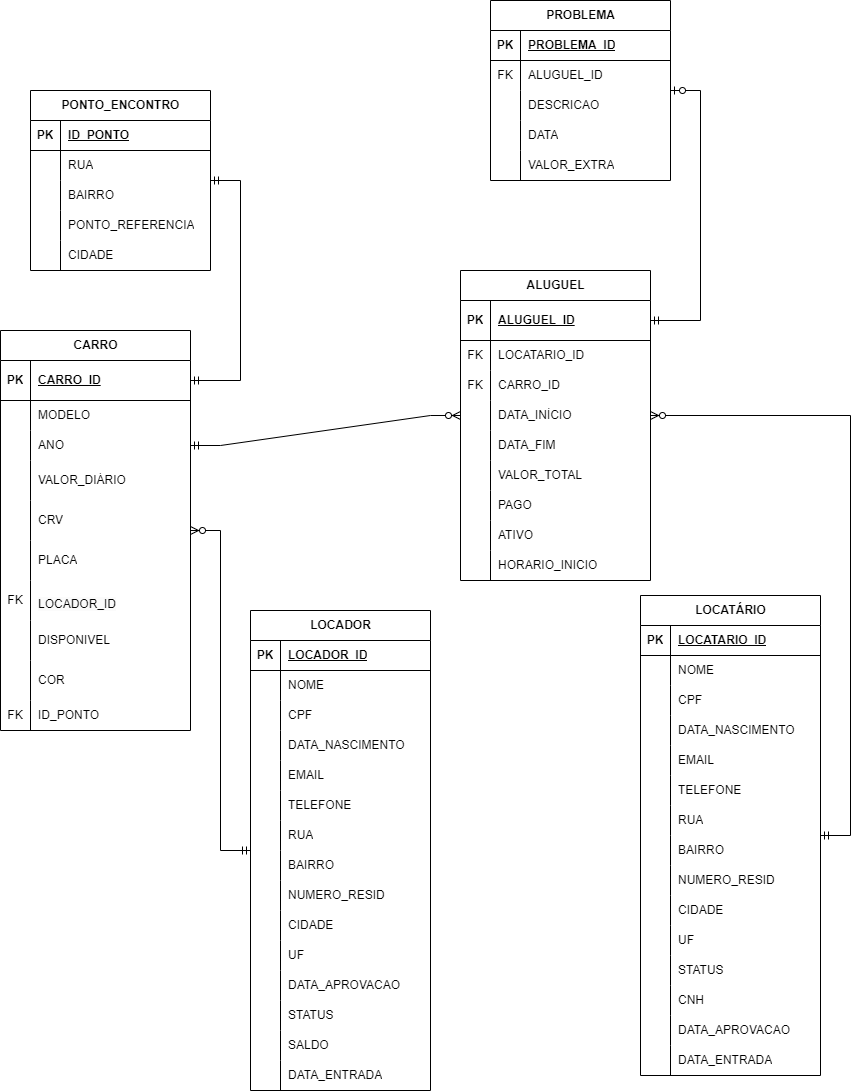 PROBLEMA
PK PROBLEMA_ID
FK ALUGUEL_ID
DESCRICAO
DATA
VALOR_EXTRA
PONTO_ENCONTRO
PK ID_PONTO
RUA
BAIRRO
PONTO_REFERENCIA
CIDADE
ALUGUEL
PK ALUGUEL_ID
FK LOCATARIO_ID
FK CARRO_ID
DATA_INÍCIO
DATA_FIM
VALOR_TOTAL
PAGO
ATIVO
HORARIO_INICIO
CARRO
PK CARRO_ID
MODELO
ANO
VALOR_DIÁRIO
CRV
PLACA
FK LOCADOR_ID
DISPONIVEL
COR
FK ID_PONTO
LOCADOR
PK LOCADOR_ID
NOME
CPF
DATA_NASCIMENTO
EMAIL
TELEFONE
RUA
BAIRRO
NUMERO_RESID
CIDADE
UF
DATA_APROVACAO
STATUS
SALDO
DATA_ENTRADA
LOCATÁRIO
PK LOCATARIO_ID
NOME
CPF
DATA_NASCIMENTO
EMAIL
TELEFONE
RUA
BAIRRO
NUMERO_RESID
CIDADE
UF
STATUS
CNH
DATA_APROVACAO
DATA_ENTRADA